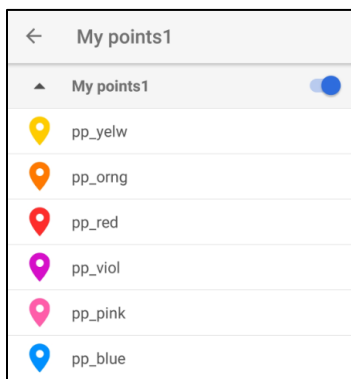 My points1
My points1
pp_yelw
pp_orng
pp_red
pp_viol
pp_pink
pp_blue